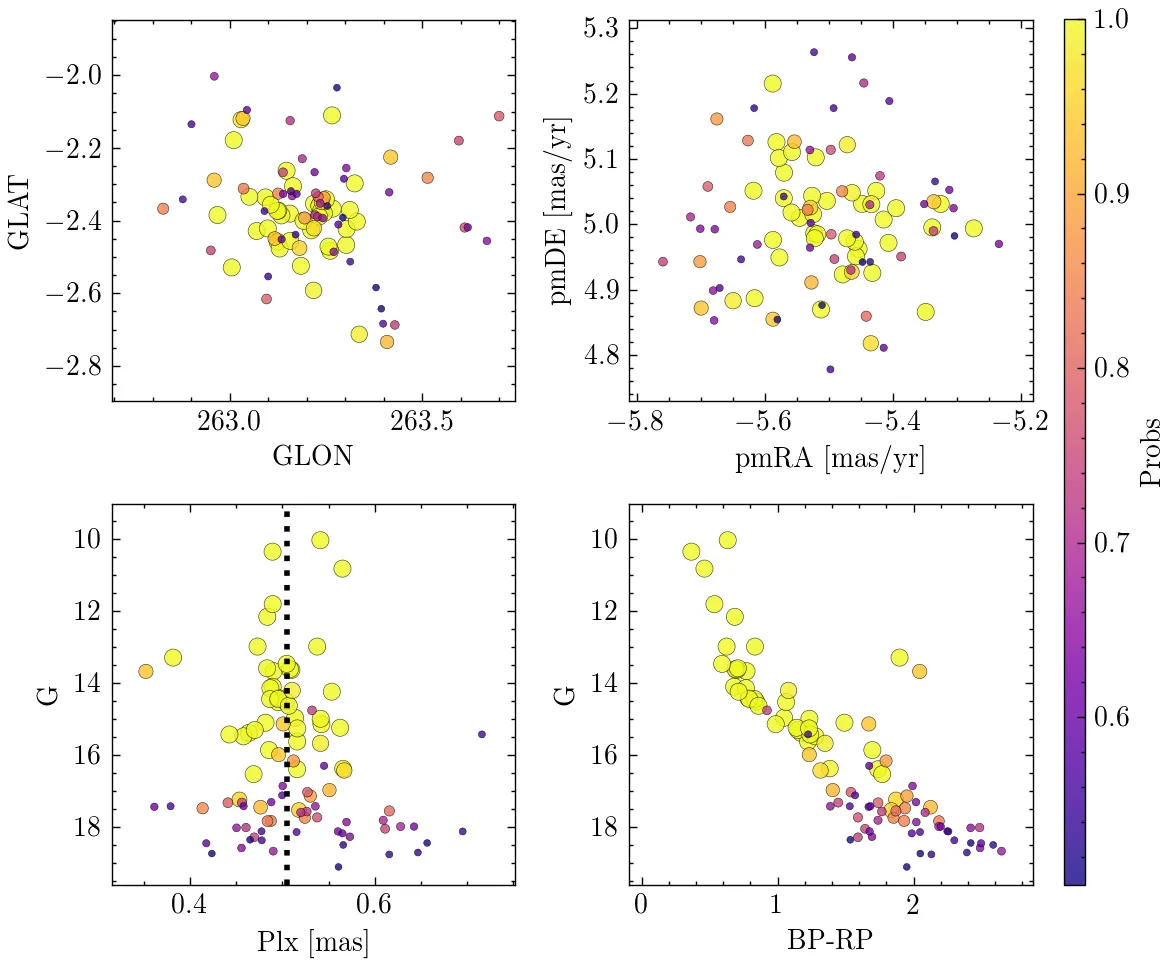 −2.0
−2.2
−2.4
−2.6
−2.8
GLAT
263.0 263.5
GLON
5.3
5.2
5.1
5.0
4.9
4.8
pmDE [mas/yr]
−5.8 −5.6 −5.4 −5.2
pmRA [mas/yr]
10
12
14
16
18
G
0.4 0.6
Plx [mas]
10
12
14
16
18
G
0 1 2
BP-RP
1.0
0.9
0.8
0.7
0.6
Probs